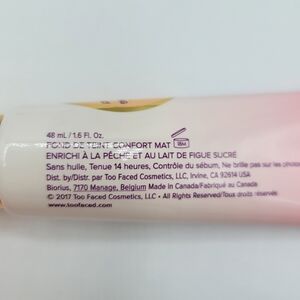 48 mL / 1.6 Fl. Oz.
FOND DE TEINT CONFORT MAT 18M
ENRICHI À LA PÊCHE ET AU LAIT DE FIGUE SUCRÉ
Sans huile, Tenue 14 heures, Contrôle du sébum, Ne brille pas sur les photos
Dist. by/Distr. par Too Faced Cosmetics, LLC, Irvine, CA 92614 USA
Biorius, 7170 Manage, Belgium Made In Canada/Fabriqué au Canada
© 2017 Too Faced Cosmetics, LLC • All Rights Reserved/Tous droits réservés
www.toofaced.com